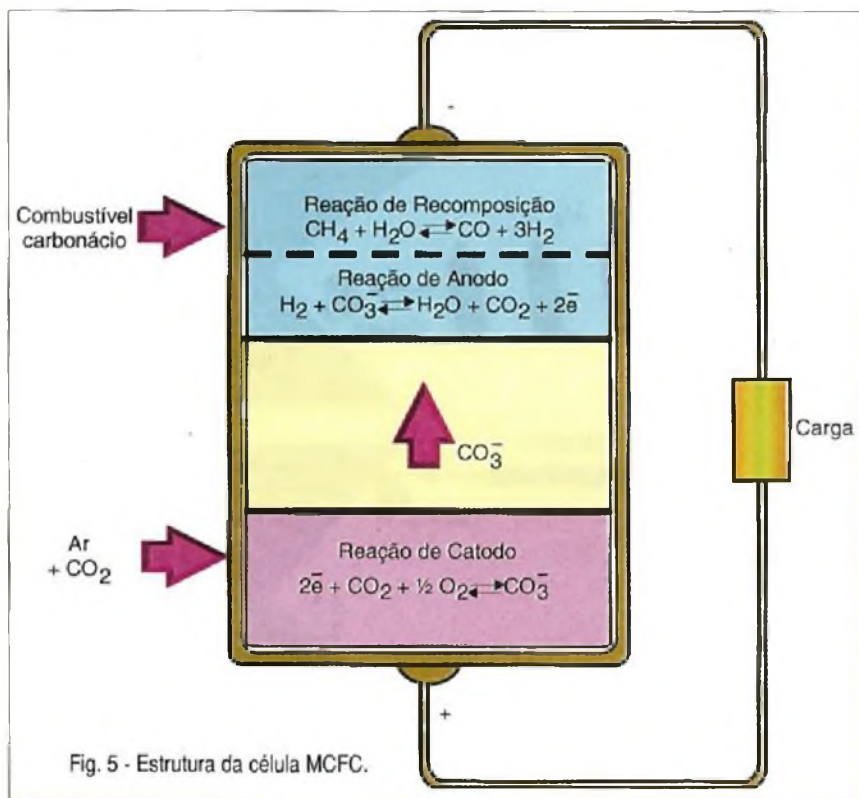 -
Reação de Recomposição
CH₄ + H₂O ⇄ CO + 3H₂
Combustível
carbonácio
Reação de Anodo
H₂ + CO₃⁻ ⇄ H₂O + CO₂ + 2e̅
Carga
CO₃⁻
Ar
+ CO₂
Reação de Catodo
2e̅ + CO₂ + ½ O₂ ⇄ CO₃⁻
+
Fig. 5 - Estrutura da célula MCFC.